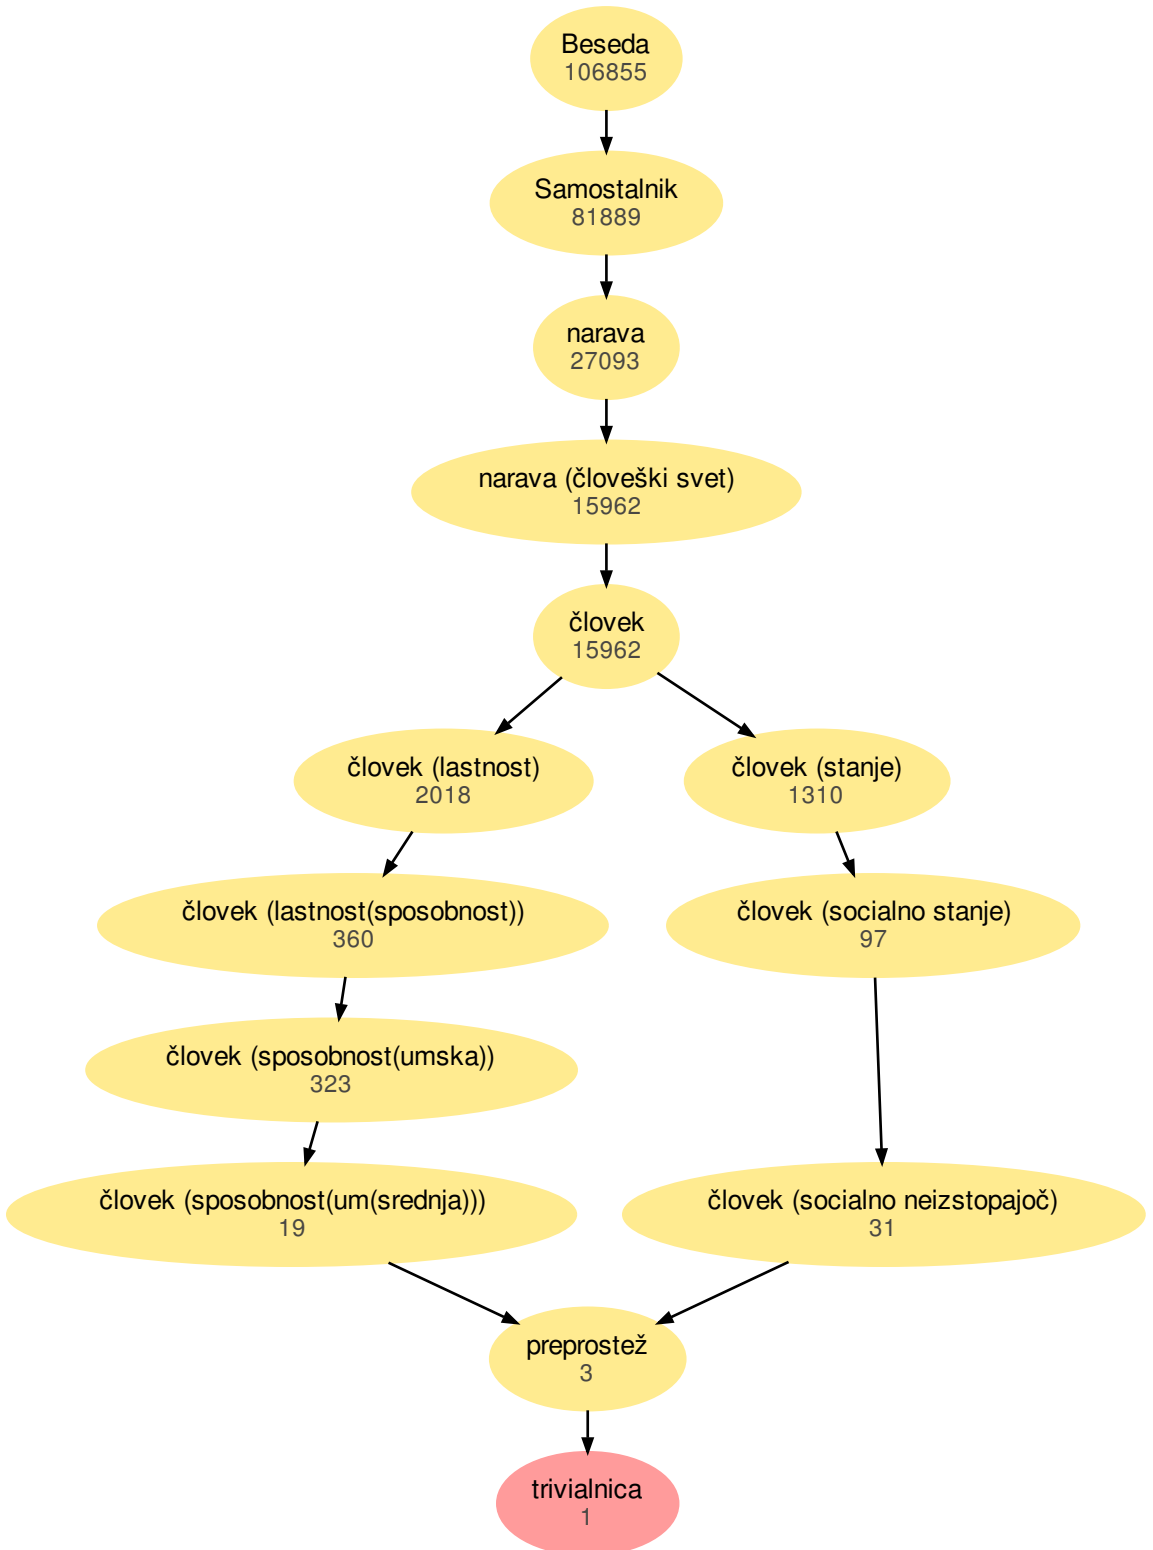 Beseda
106855
Samostalnik
81889
narava
27093
narava (človeški svet)
15962
človek
15962
človek (lastnost)
2018
človek (stanje)
1310
človek (lastnost(sposobnost))
360
človek (socialno stanje)
97
človek (sposobnost(umska))
323
človek (sposobnost(um(srednja)))
19
človek (socialno neizstopajoč)
31
preprostež
3
trivialnica
1